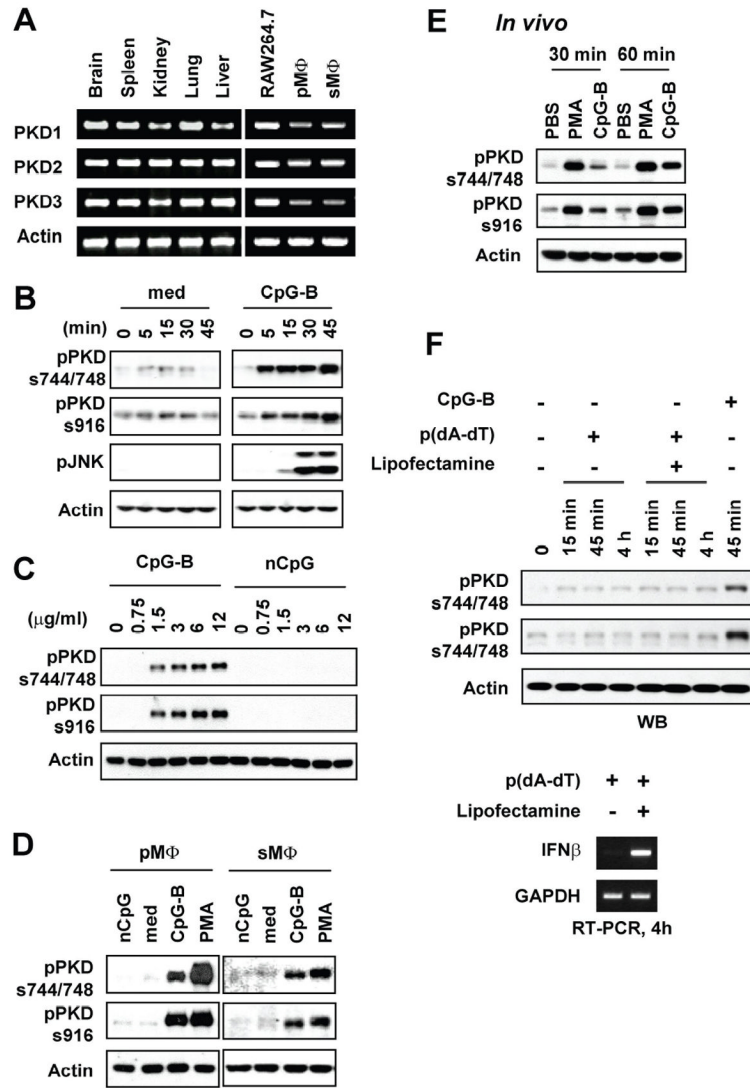 A
Brain Spleen Kidney Lung Liver RAW264.7 pMΦ sMΦ
PKD1
PKD2
PKD3
Actin
B
med CpG-B
(min) 0 5 15 30 45 0 5 15 30 45
pPKD
s744/748
pPKD
s916
pJNK
Actin
C
CpG-B nCpG
(μg/ml) 0 0.75 1.5 3 6 12 0 0.75 1.5 3 6 12
pPKD
s744/748
pPKD
s916
Actin
D
pMΦ sMΦ
nCpG med CpG-B PMA nCpG med CpG-B PMA
pPKD
s744/748
pPKD
s916
Actin
E In vivo
30 min 60 min
PBS PMA CpG-B PBS PMA CpG-B
pPKD
s744/748
pPKD
s916
Actin
F
CpG-B - - - +
p(dA-dT) - + + -
Lipofectamine - - + -
0 15 min 45 min 4 h 15 min 45 min 4 h 45 min
pPKD
s744/748
pPKD
s744/748
Actin
WB
p(dA-dT) + +
Lipofectamine - +
IFNβ
GAPDH
RT-PCR, 4h